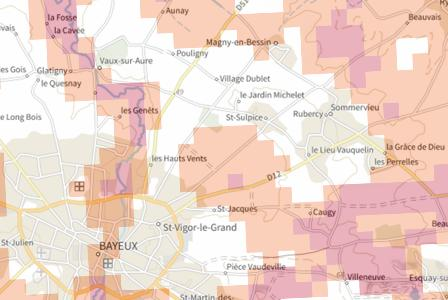 Aunay
la Fosse
la Cavée
D51
Beauvais
Magny-en-Bessin
Pouligny
Vaux-sur-Aure
Glatigny
le Quesnay
Village Dublet
le Jardin Michelet
les Genêts
Sommervieu
Rubercy
St-Sulpice
le Long Bois
la Grâce de Dieu
le Lieu Vauquelin
les Hauts Vents
les Perrelles
D12
St Jacques
Caugy
St-Vigor-le-Grand
St-Julien
BAYEUX
Pièce Vaudeville
Villeneuve
Esquay-su
St-Martin-des-